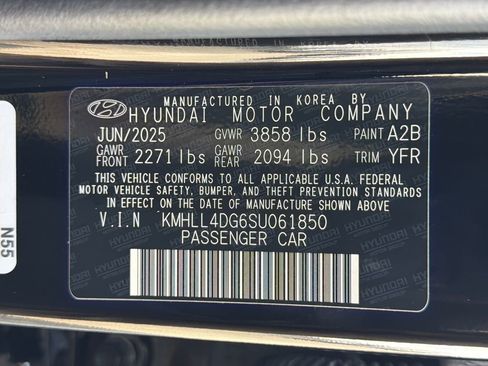 MANUFACTURED IN KOREA BY
HYUNDAI MOTOR COMPANY
JUN/2025 GVWR 3858 lbs PAINT A2B
GAWR FRONT 2271 lbs GAWR REAR 2094 lbs TRIM YFR
THIS VEHICLE CONFORMS TO ALL APPLICABLE U.S.A. FEDERAL
MOTOR VEHICLE SAFETY, BUMPER, AND THEFT PREVENTION STANDARDS
IN EFFECT ON THE DATE OF MANUFACTURE SHOWN ABOVE.
V.I.N KMHLL4DG6SU061850
PASSENGER CAR
N55